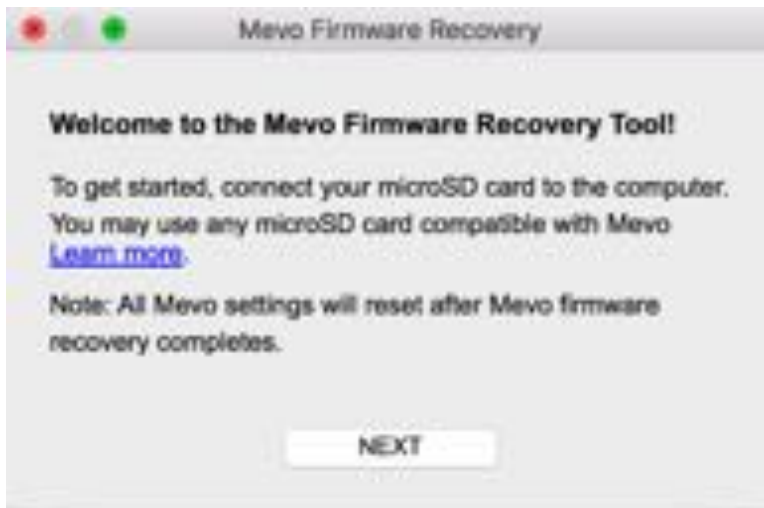 Mevo Firmware Recovery
Welcome to the Mevo Firmware Recovery Tool!
To get started, connect your microSD card to the computer.
You may use any microSD card compatible with Mevo
Learn more.
Note: All Mevo settings will reset after Mevo firmware
recovery completes.
NEXT